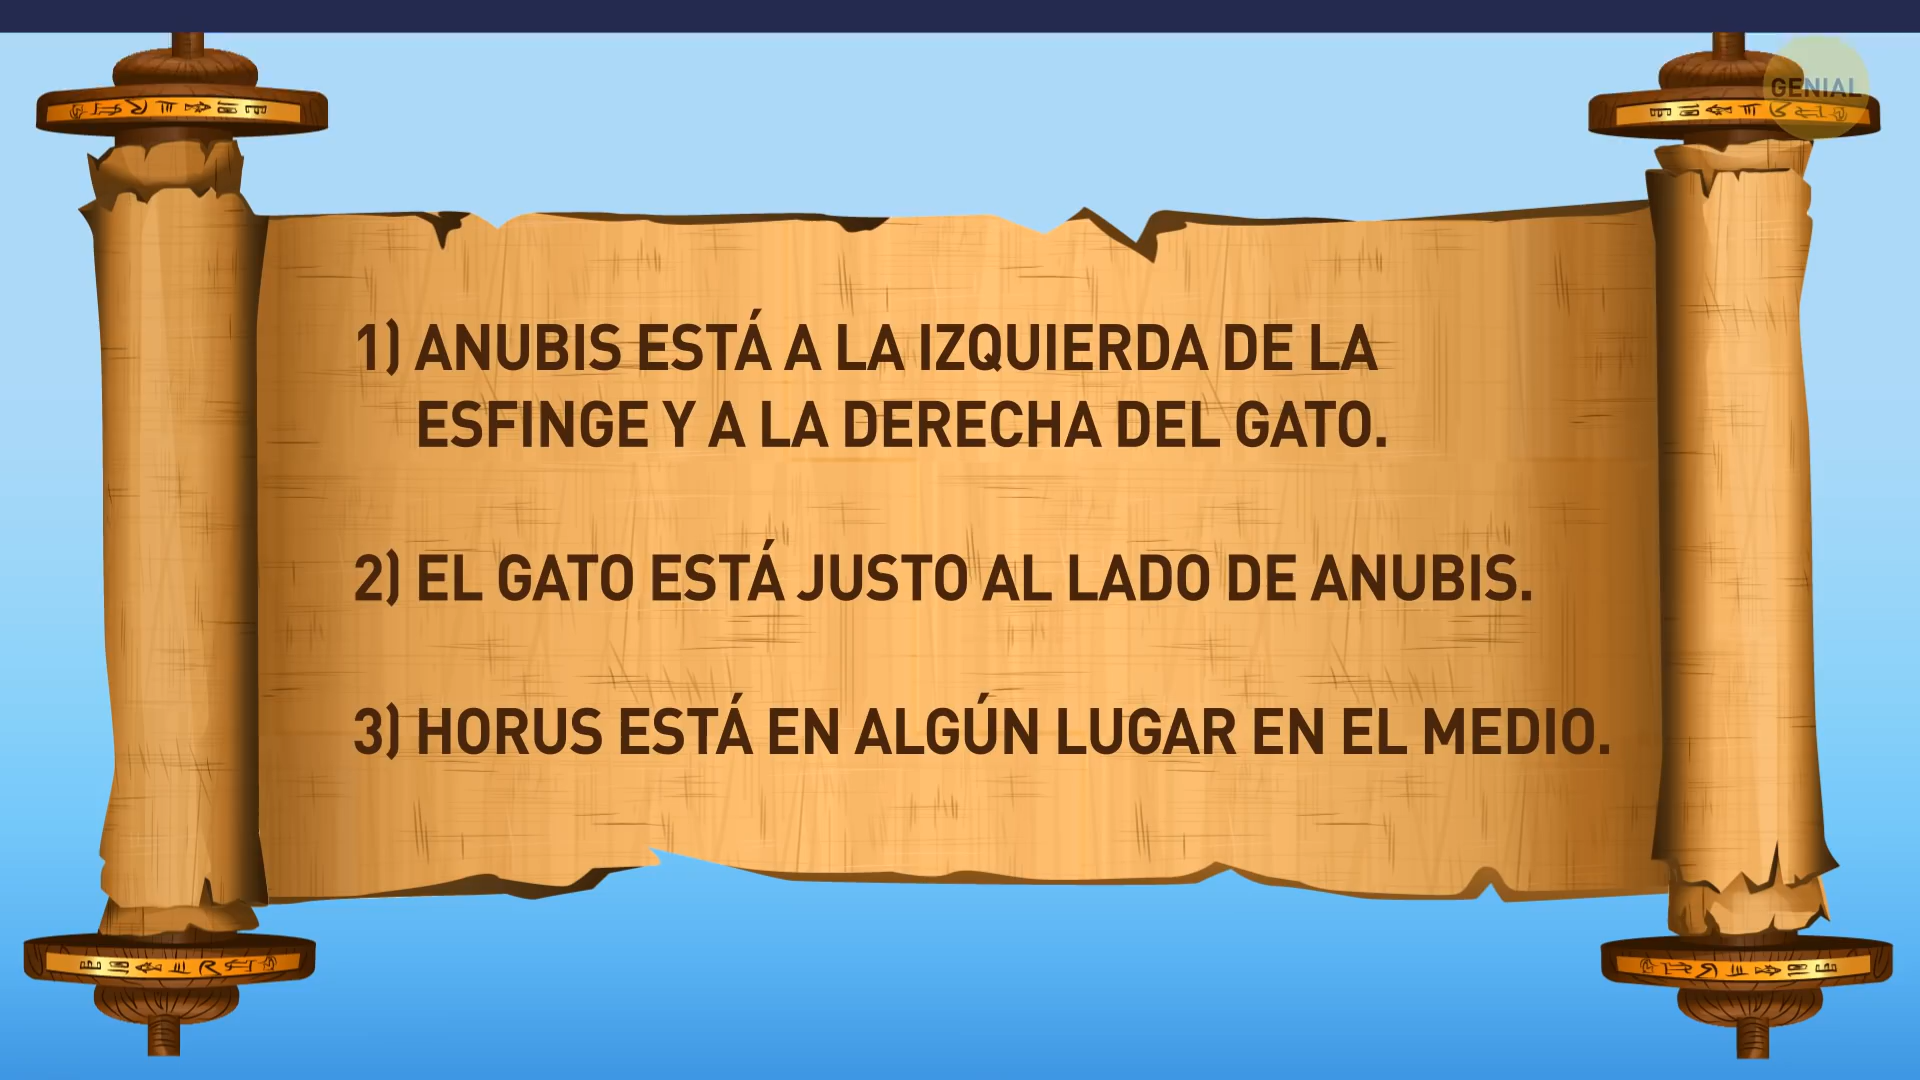 GENIAL
1) ANUBIS ESTÁ A LA IZQUIERDA DE LA
ESFINGE Y A LA DERECHA DEL GATO.
2) EL GATO ESTÁ JUSTO AL LADO DE ANUBIS.
3) HORUS ESTÁ EN ALGÚN LUGAR EN EL MEDIO.